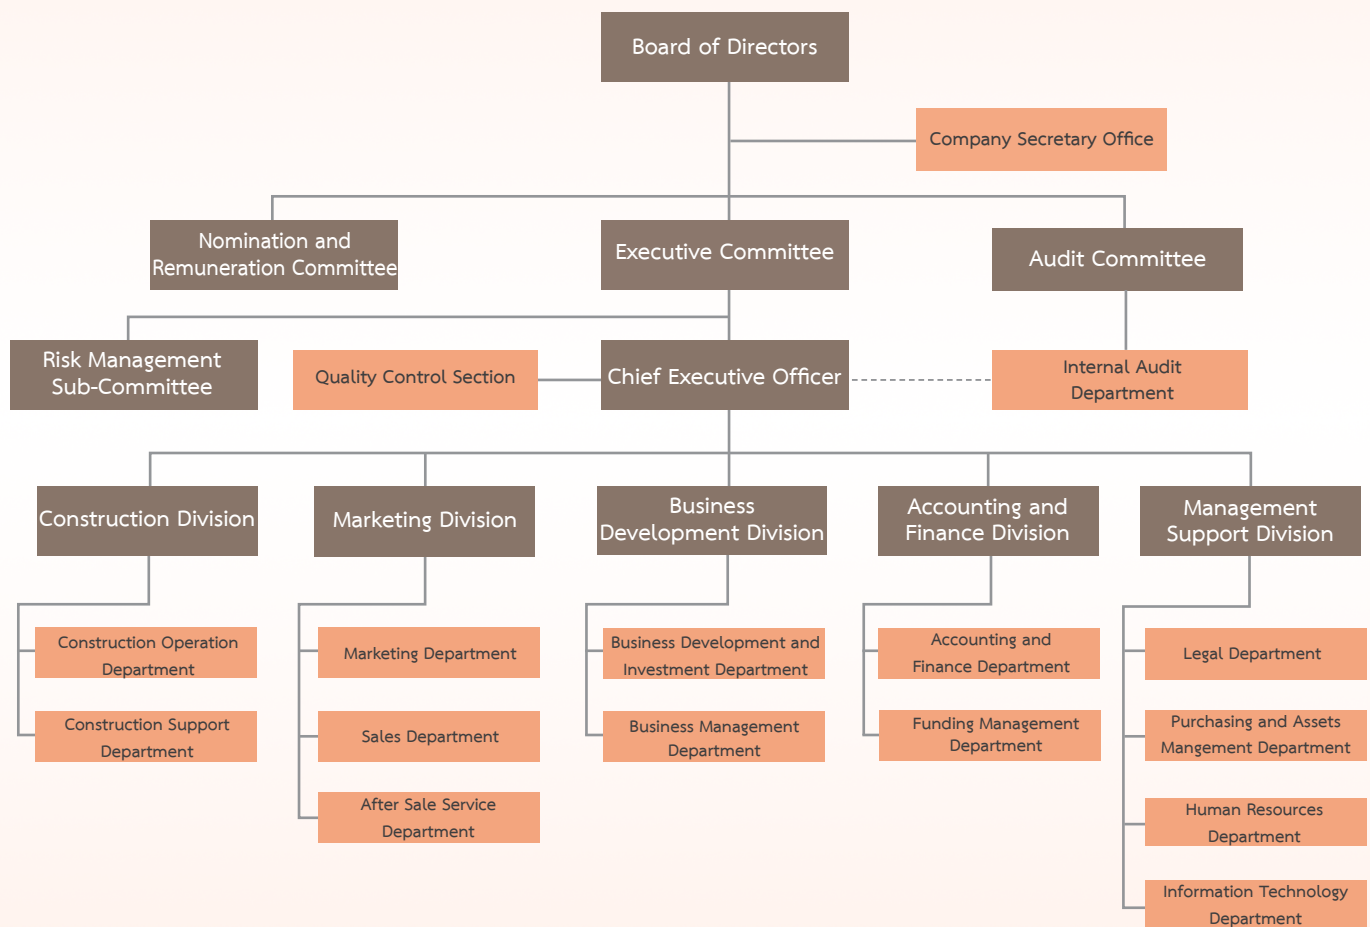 Board of Directors
Company Secretary Office
Nomination and
Remuneration Committee
Executive Committee
Audit Committee
Risk Management
Sub-Committee
Quality Control Section
Chief Executive Officer
Internal Audit
Department
Construction Division
Marketing Division
Business
Development Division
Accounting and
Finance Division
Management
Support Division
Construction Operation
Department
Construction Support
Department
Marketing Department
Sales Department
After Sale Service
Department
Business Development and
Investment Department
Business Management
Department
Accounting and
Finance Department
Funding Management
Department
Legal Department
Purchasing and Assets
Mangement Department
Human Resources
Department
Information Technology
Department